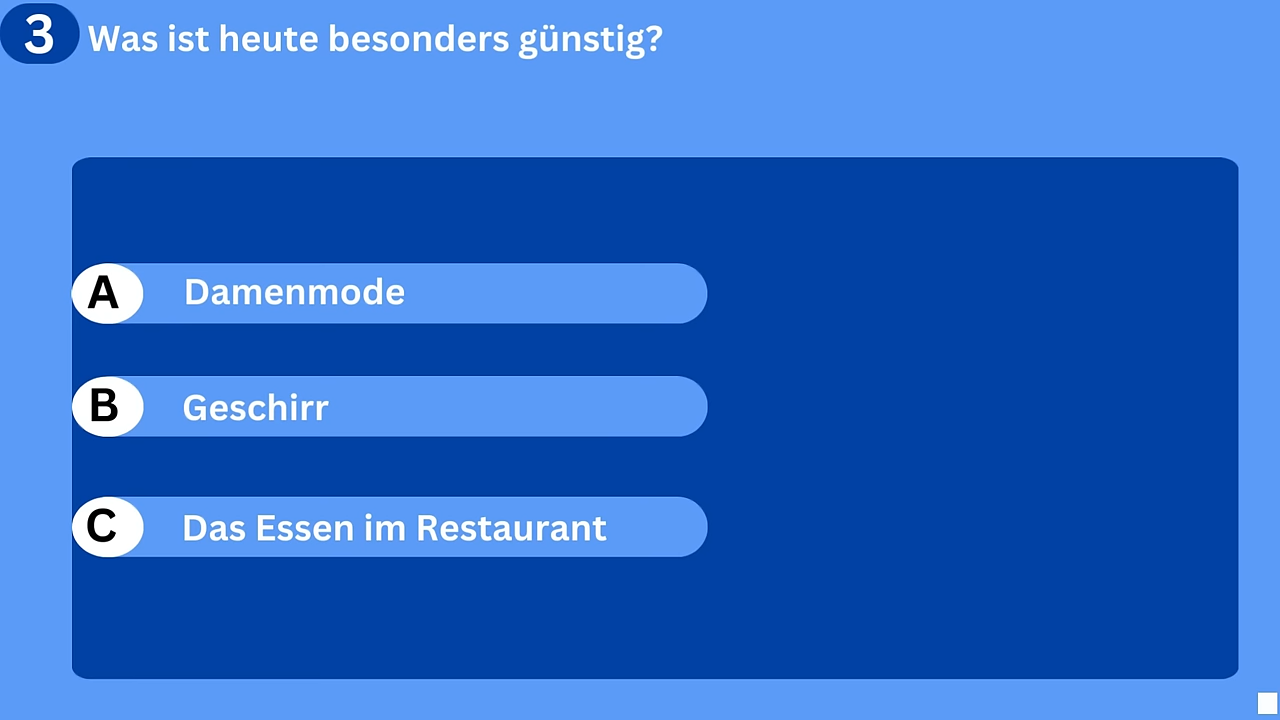 3 Was ist heute besonders günstig?
A Damenmode
B Geschirr
C Das Essen im Restaurant